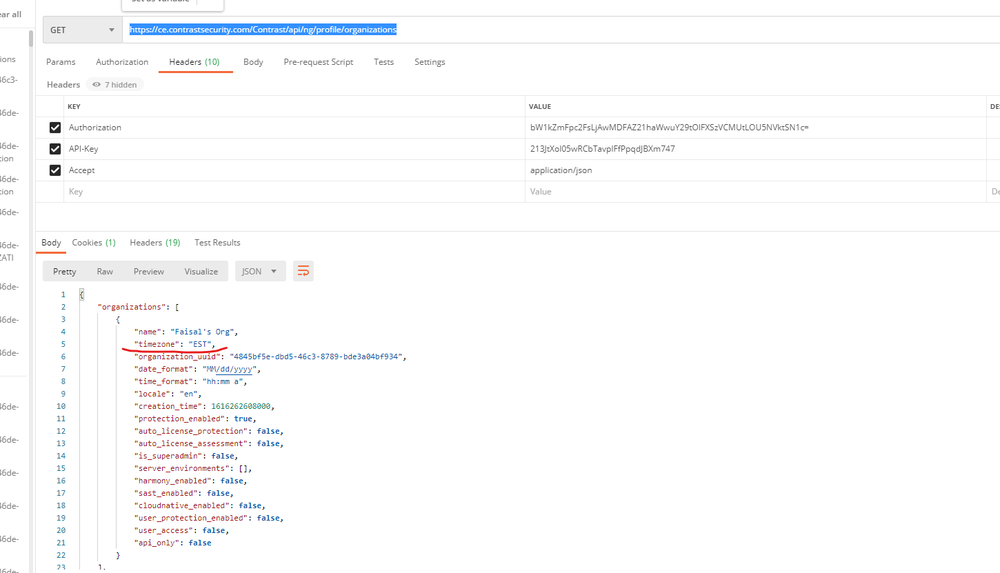 ear all
Set as variable
GET
https://ce.contrastsecurity.com/Contrast/api/ng/profile/organizations
Params Authorization Headers (10) Body Pre-request Script Tests Settings
Headers 7 hidden
KEY VALUE DES
Authorization bW1kZmFpc2FsLjAwMDFAZ21haWwuY29tOlFXSzVCMUtLOU5NVktSN1c=
API-Key 213JtXol05wRCbTavpIFfPpqdJBXm747
Accept application/json
Key Value De
Body Cookies (1) Headers (19) Test Results
Pretty Raw Preview Visualize JSON
1 {
2 "organizations": [
3 {
4 "name": "Faisal's Org",
5 "timezone": "EST",
6 "organization_uuid": "4845bf5e-dbd5-46c3-8789-bde3a04bf934",
7 "date_format": "MM/dd/yyyy",
8 "time_format": "hh:mm a",
9 "locale": "en",
10 "creation_time": 1616262608000,
11 "protection_enabled": true,
12 "auto_license_protection": false,
13 "auto_license_assessment": false,
14 "is_superadmin": false,
15 "server_environments": [],
16 "harmony_enabled": false,
17 "sast_enabled": false,
18 "cloudnative_enabled": false,
19 "user_protection_enabled": false,
20 "user_access": false,
21 "api_only": false
22 }
23 ],
ions
46c3-
46de-
46de-
tion
46de-
tion
46de-
46de-
ZATI
46de-
46de-
46de-
46de-
46de-
46de-
46de-
46de-
46de-